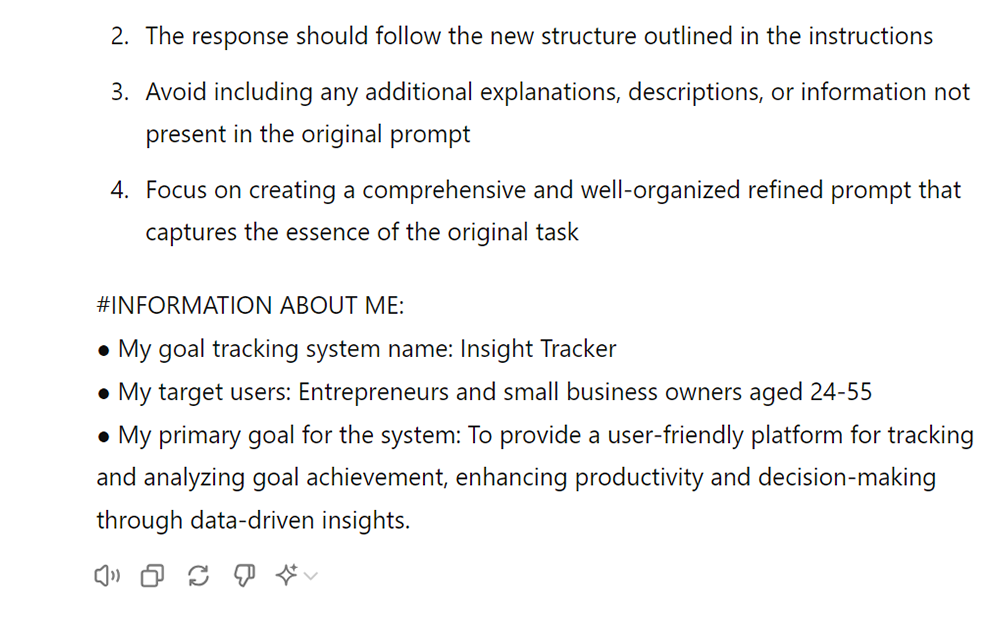 2. The response should follow the new structure outlined in the instructions
3. Avoid including any additional explanations, descriptions, or information not
present in the original prompt
4. Focus on creating a comprehensive and well-organized refined prompt that
captures the essence of the original task
#INFORMATION ABOUT ME:
● My goal tracking system name: Insight Tracker
● My target users: Entrepreneurs and small business owners aged 24-55
● My primary goal for the system: To provide a user-friendly platform for tracking
and analyzing goal achievement, enhancing productivity and decision-making
through data-driven insights.